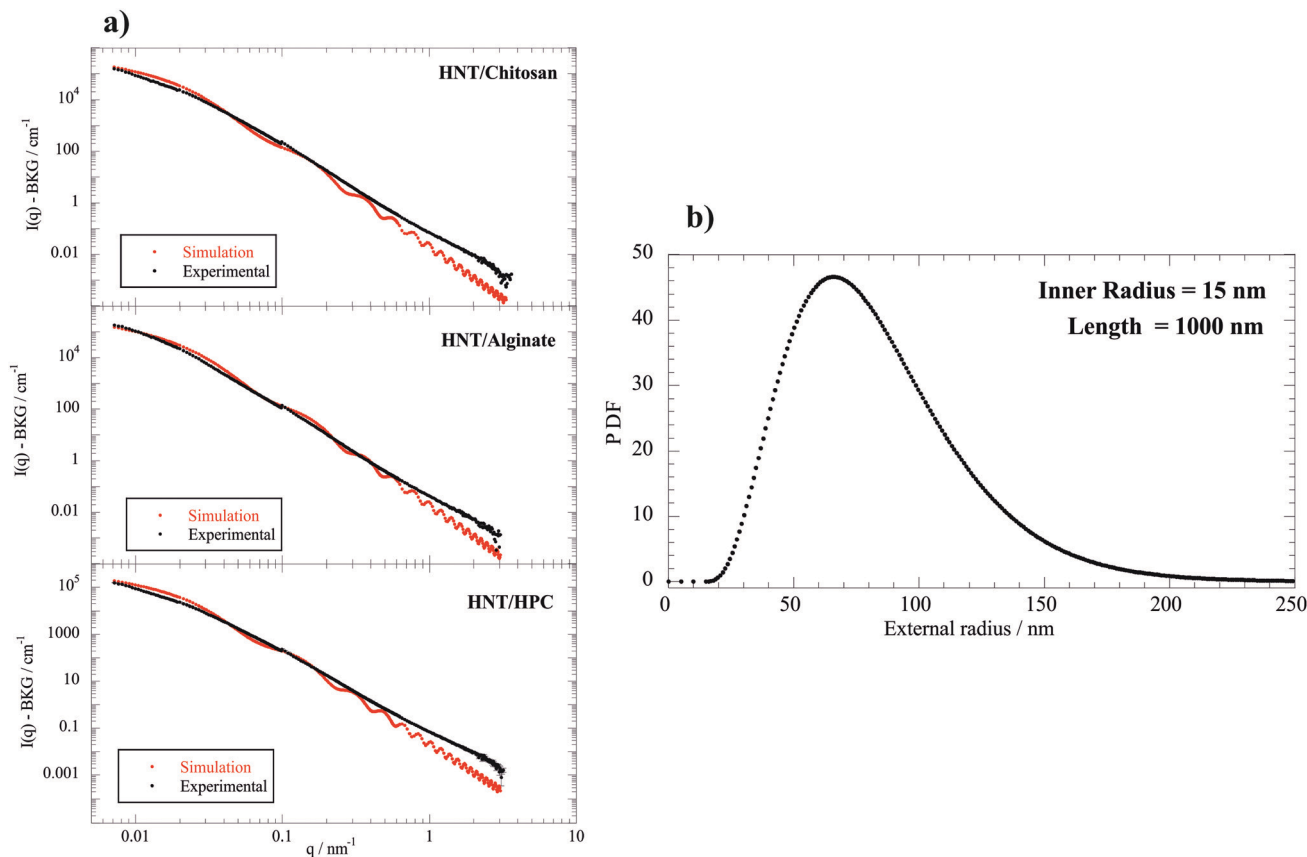 a)
HNT/Chitosan
10^4
100
1
0.01
I(q) - BKG / cm^-1
Simulation
Experimental
HNT/Alginate
10^4
100
1
0.01
I(q) - BKG / cm^-1
Simulation
Experimental
HNT/HPC
10^5
1000
10
0.1
0.001
I(q) - BKG / cm^-1
Simulation
Experimental
0.01 0.1 1 10
q / nm^-1
b)
Inner Radius = 15 nm
Length = 1000 nm
50
40
30
20
10
0
PDF
0 50 100 150 200 250
External radius / nm